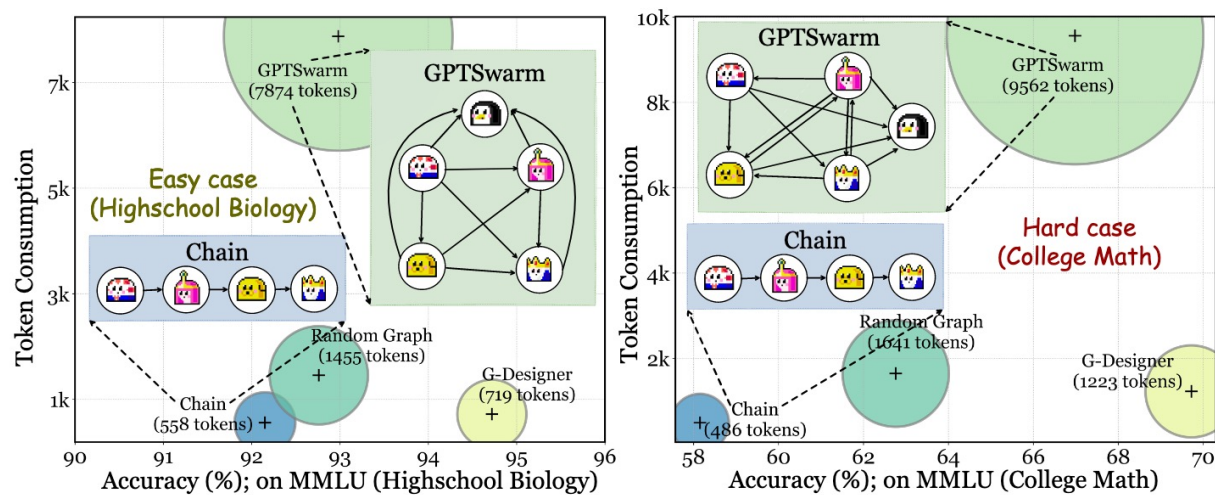 7k
5k
3k
1k
Token Consumption
GPTSwarm
(7874 tokens)
GPTSwarm
Easy case
(Highschool Biology)
Chain
Random Graph
(1455 tokens)
G-Designer
(719 tokens)
Chain
(558 tokens)
90
91
92
93
94
95
96
Accuracy (%); on MMLU (Highschool Biology)
10k
8k
6k
4k
2k
Token Consumption
GPTSwarm
GPTSwarm
(9562 tokens)
Hard case
(College Math)
Chain
Random Graph
(1641 tokens)
G-Designer
(1223 tokens)
Chain
(486 tokens)
58
60
62
64
66
68
70
Accuracy (%); on MMLU (College Math)